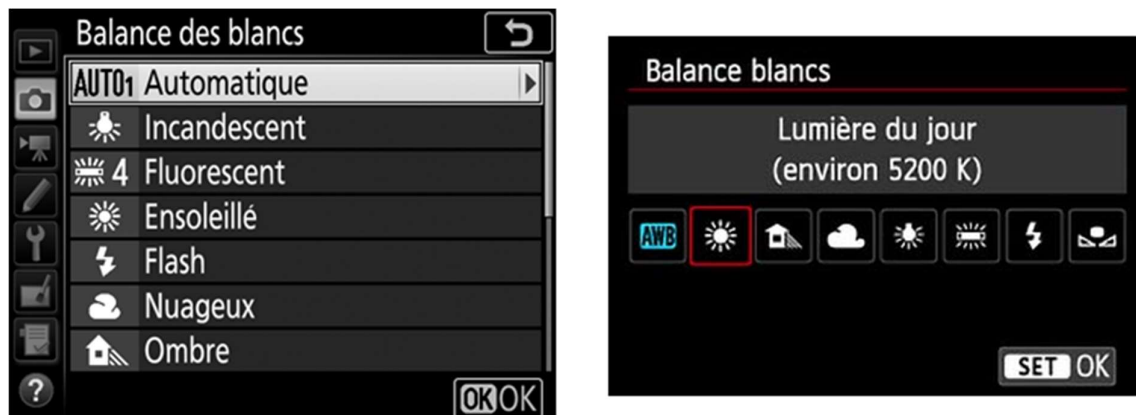 Balance des blancs
AUTO1 Automatique
Incandescent
4 Fluorescent
Ensoleillé
Flash
Nuageux
Ombre
?
OK OK
Balance blancs
Lumière du jour
(environ 5200 K)
AWB
SET OK